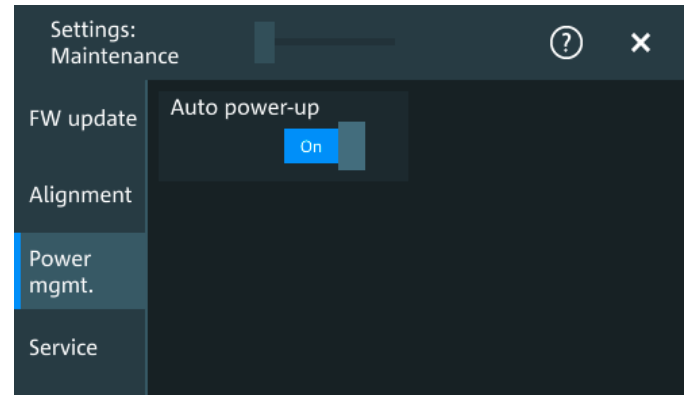 Settings:
Maintenance
?
FW update
Auto power-up
On
Alignment
Power
mgmt.
Service